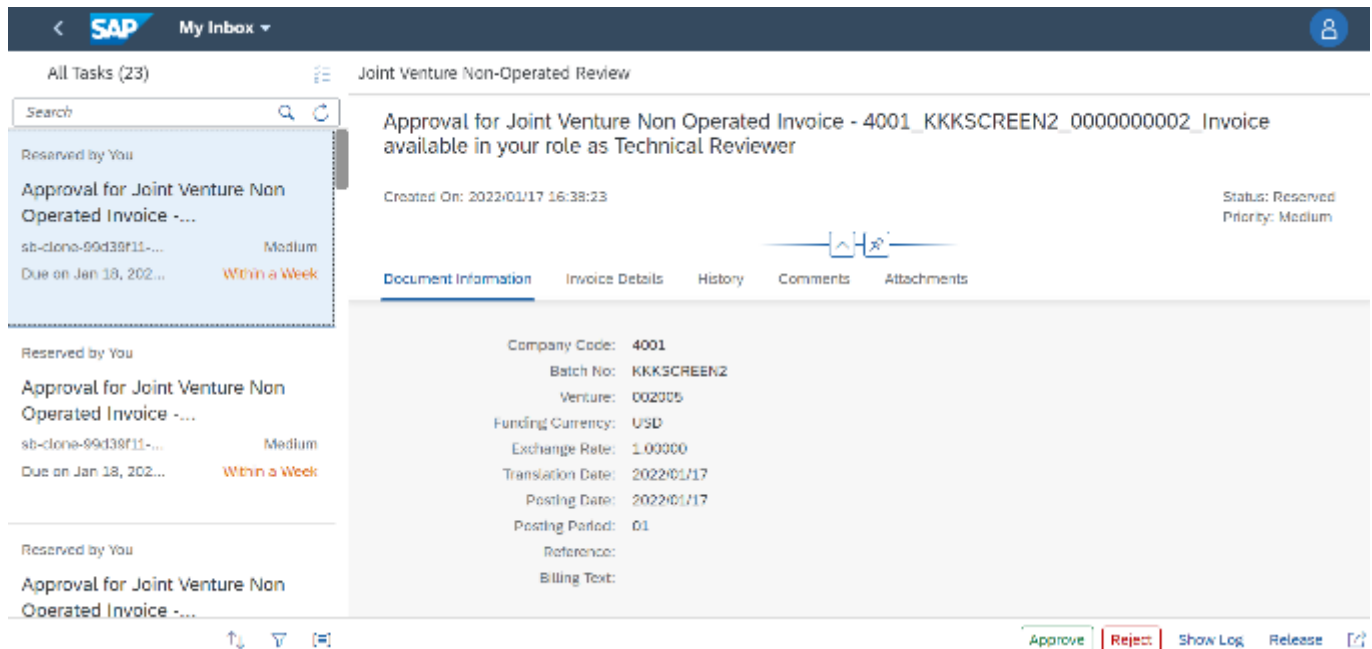 SAP My Inbox
All Tasks (23)
Search
Reserved by You
Approval for Joint Venture Non
Operated Invoice -...
sb-clone-99d39f11-... Medium
Due on Jan 18, 202... Within a Week
Reserved by You
Approval for Joint Venture Non
Operated Invoice -...
sb-clone-99d39f11-... Medium
Due on Jan 18, 202... Within a Week
Reserved by You
Approval for Joint Venture Non
Operated Invoice -...
Joint Venture Non-Operated Review
Approval for Joint Venture Non Operated Invoice - 4001_KKKSCREEN2_0000000002_Invoice
available in your role as Technical Reviewer
Created On: 2022/01/17 16:38:23
Status: Reserved
Priority: Medium
Document Information Invoice Details History Comments Attachments
Company Code: 4001
Batch No: KKKSCREEN2
Venture: 002005
Funding Currency: USD
Exchange Rate: 1.00000
Translation Date: 2022/01/17
Posting Date: 2022/01/17
Posting Period: 01
Reference:
Billing Text:
Approve Reject Show Log Release